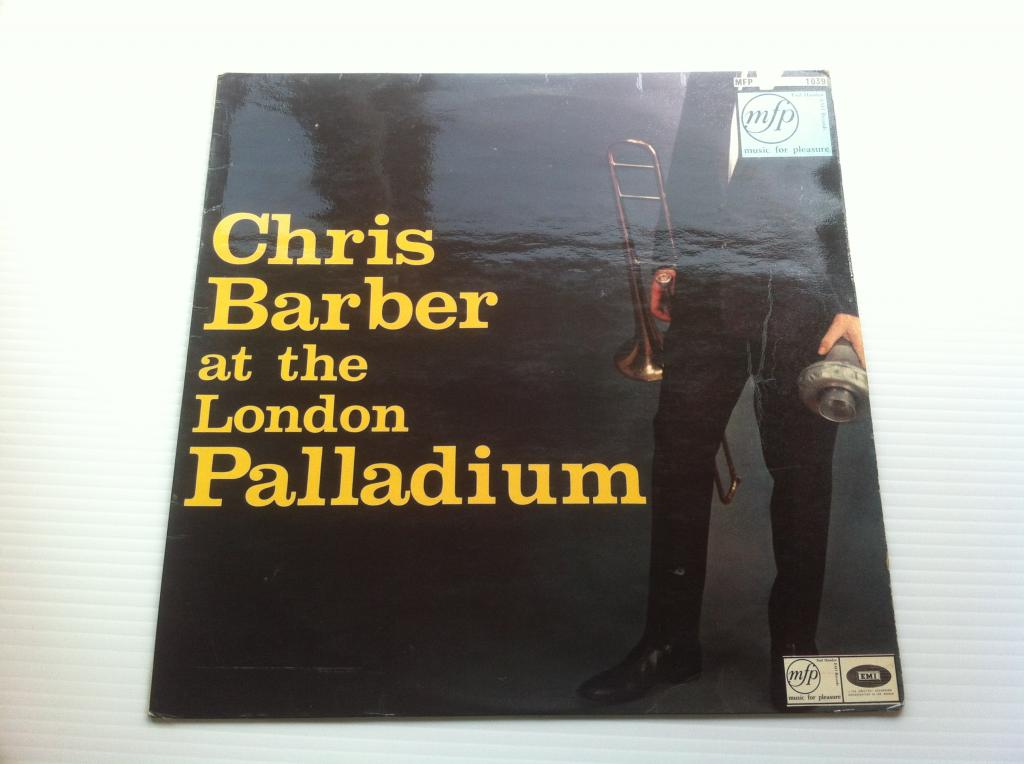 MFP 1039
mfp
music for pleasure
Chris
Barber
at the
London
Palladium
mfp
music for pleasure
EMI